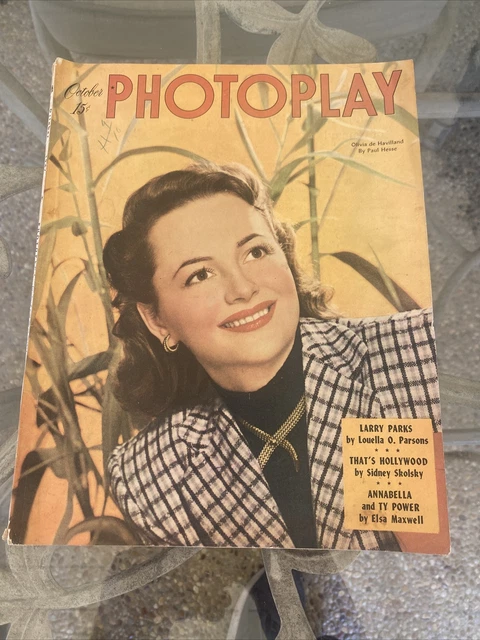 October
15¢
PHOTOPLAY
Olivia de Havilland
By Paul Hesse
LARRY PARKS
by Louella O. Parsons
THAT'S HOLLYWOOD
by Sidney Skolsky
ANNABELLA
and TY POWER
by Elsa Maxwell